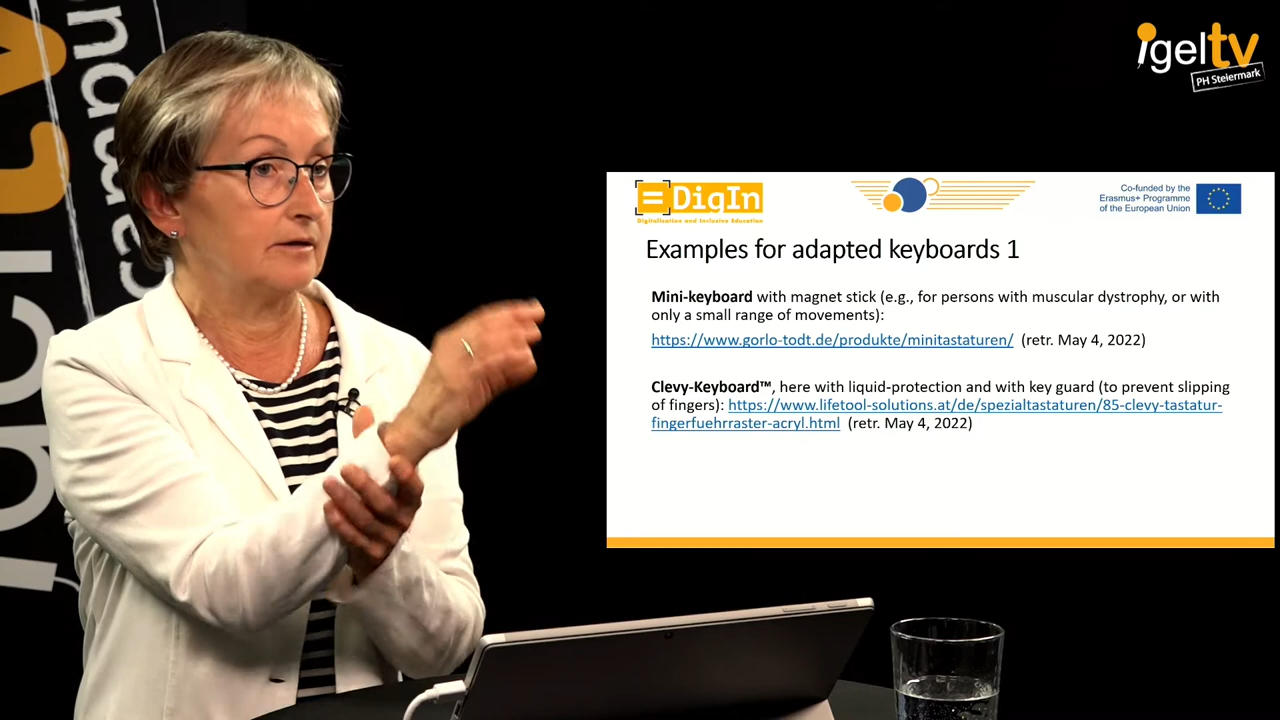 igeltv
PH Steiermark
=DigIn
Digitalisation and Inclusive Education
Co-funded by the
Erasmus+ Programme
of the European Union
Examples for adapted keyboards 1
Mini-keyboard with magnet stick (e.g., for persons with muscular dystrophy, or with
only a small range of movements):
https://www.gorlo-todt.de/produkte/minitastaturen/ (retr. May 4, 2022)
Clevy-Keyboard™, here with liquid-protection and with key guard (to prevent slipping
of fingers): https://www.lifetool-solutions.at/de/spezialtastaturen/85-clevy-tastatur-
fingerfuehrraster-acryl.html (retr. May 4, 2022)